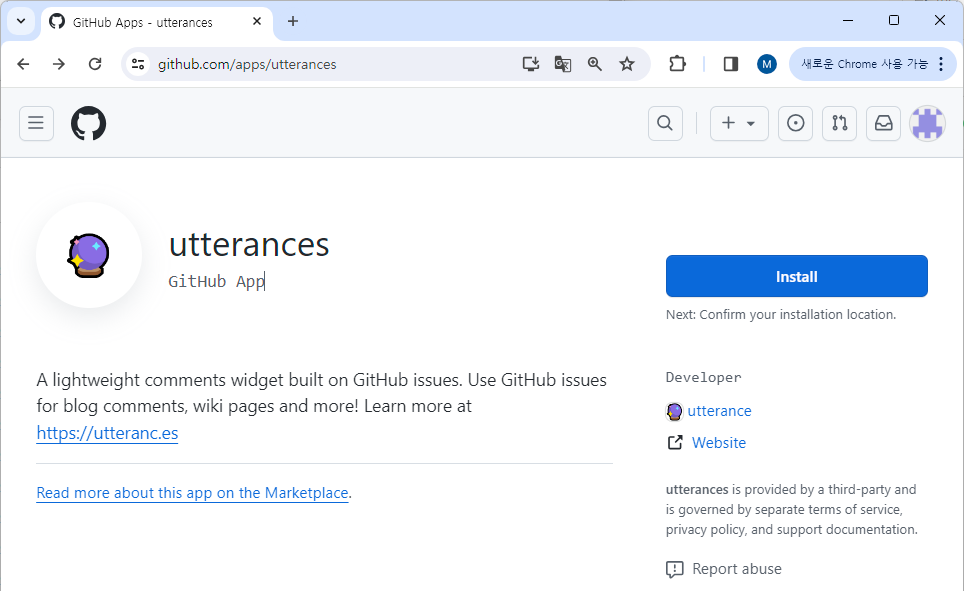 GitHub Apps - utterances
github.com/apps/utterances
M
새로운 Chrome 사용 가능
utterances
GitHub App
Install
Next: Confirm your installation location.
A lightweight comments widget built on GitHub issues. Use GitHub issues
for blog comments, wiki pages and more! Learn more at
https://utteranc.es
Read more about this app on the Marketplace.
Developer
utterance
Website
utterances is provided by a third-party and
is governed by separate terms of service,
privacy policy, and support documentation.
Report abuse